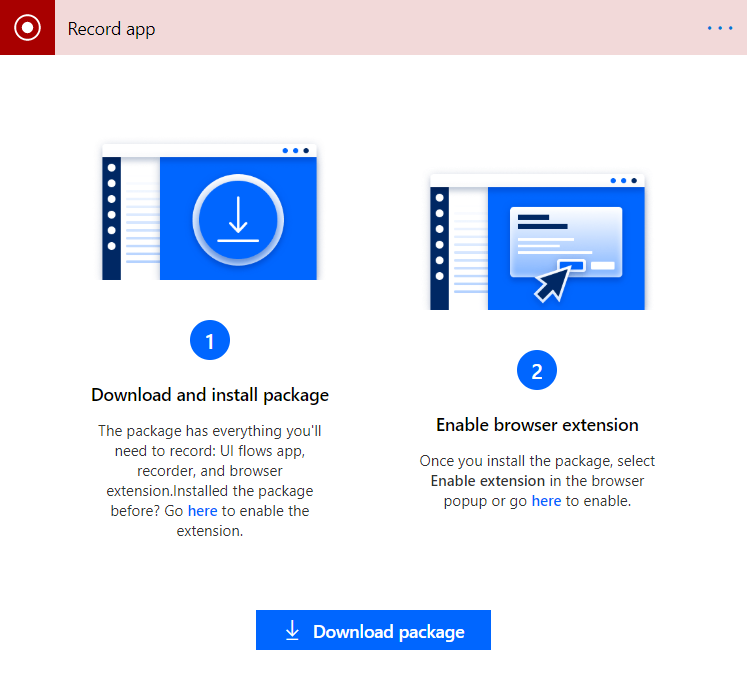 Record app
1
Download and install package
The package has everything you'll
need to record: UI flows app,
recorder, and browser
extension.Installed the package
before? Go here to enable the
extension.
2
Enable browser extension
Once you install the package, select
Enable extension in the browser
popup or go here to enable.
Download package